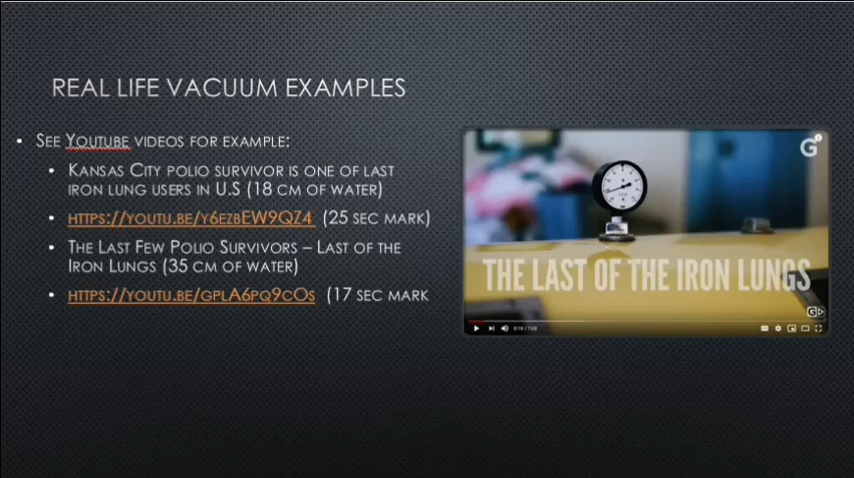 REAL LIFE VACUUM EXAMPLES
• SEE YOUTUBE VIDEOS FOR EXAMPLE:
• KANSAS CITY POLIO SURVIVOR IS ONE OF LAST
IRON LUNG USERS IN U.S (18 CM OF WATER)
• HTTPS://YOUTU.BE/Y6EZBEW9QZ4 (25 SEC MARK)
• THE LAST FEW POLIO SURVIVORS – LAST OF THE
IRON LUNGS (35 CM OF WATER)
• HTTPS://YOUTU.BE/GPLA6PQ9COS (17 SEC MARK
G
THE LAST OF THE IRON LUNGS
G